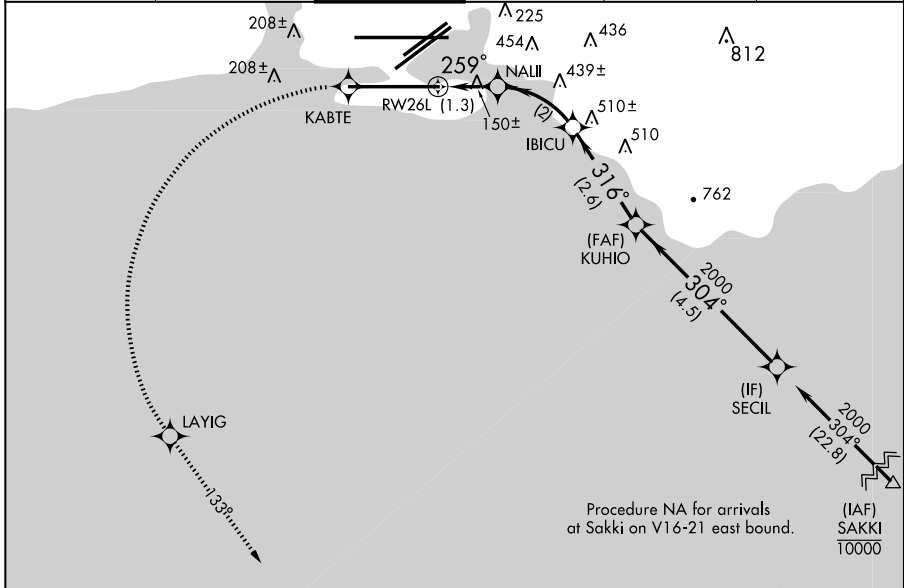 225
208±
454
436
812
259°
NALII
208±
439±
KABTE
RW26L (1.3)
150±
(2)
510±
IBICU
510
316°
(2.6)
762
(FAF)
KUHIO
2000
304°
(4.5)
(IF)
SECIL
LAYIG
2000
304°
(22.8)
133°
Procedure NA for arrivals
at Sakki on V16-21 east bound.
(IAF)
SAKKI
10000